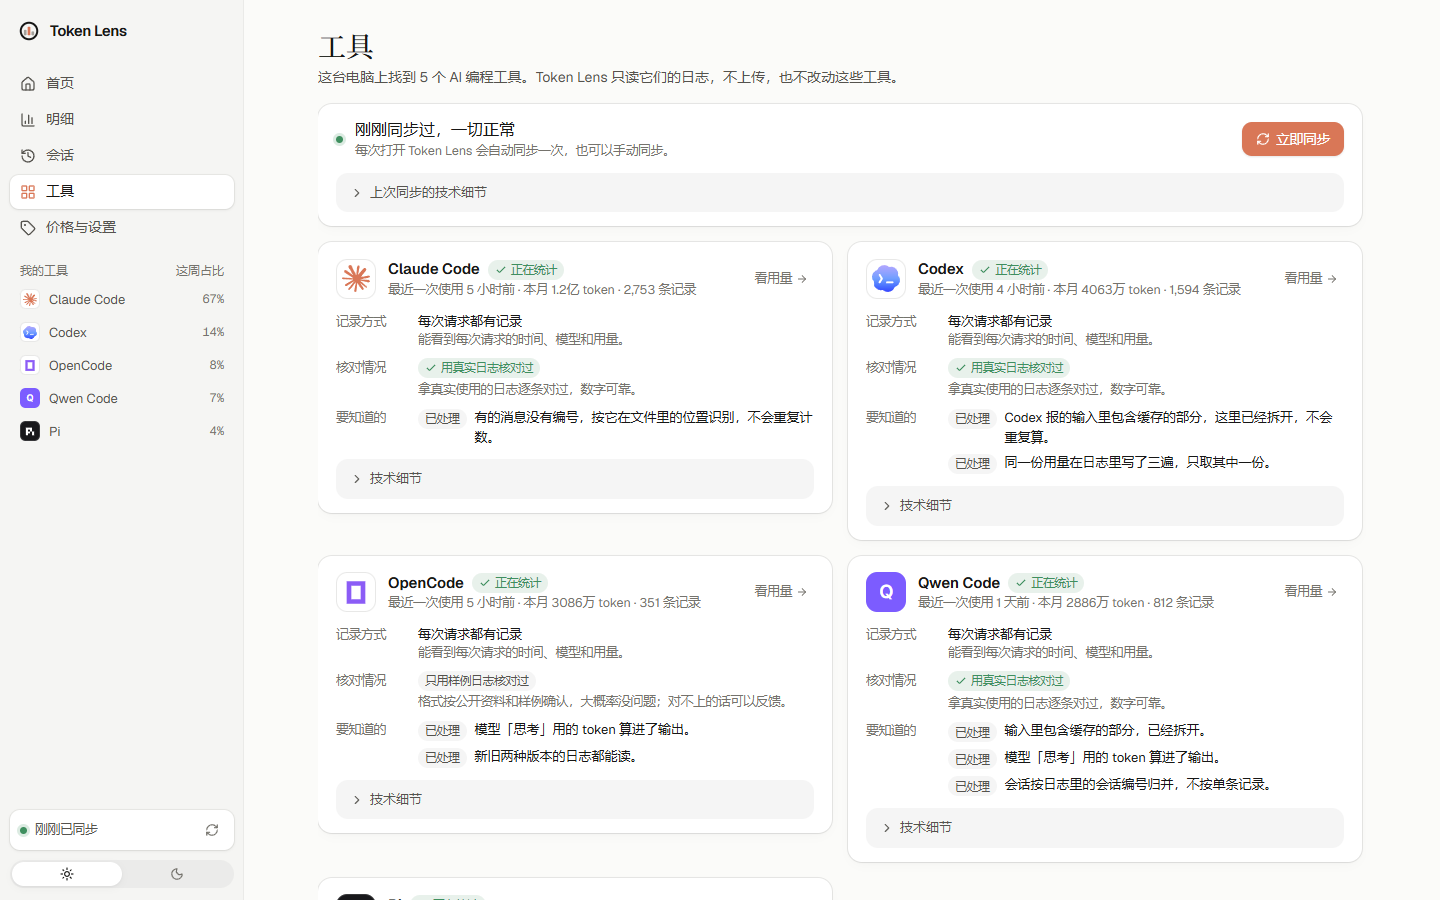 Token Lens
首页
明细
会话
工具
价格与设置
我的工具 这周占比
Claude Code 67%
Codex 14%
OpenCode 8%
Qwen Code 7%
Pi 4%
刚刚已同步
工具
这台电脑上找到 5 个 AI 编程工具。Token Lens 只读它们的日志，不上传，也不改动这些工具。
刚刚同步过，一切正常
每次打开 Token Lens 会自动同步一次，也可以手动同步。
立即同步
上次同步的技术细节
Claude Code 正在统计
最近一次使用 5 小时前 · 本月 1.2亿 token · 2,753 条记录
看用量 →
记录方式 每次请求都有记录
能看到每次请求的时间、模型和用量。
核对情况 用真实日志核对过
拿真实使用的日志逐条对过，数字可靠。
要知道的 已处理 有的消息没有编号，按它在文件里的位置识别，不会重复计
数。
技术细节
Codex 正在统计
最近一次使用 4 小时前 · 本月 4063万 token · 1,594 条记录
看用量 →
记录方式 每次请求都有记录
能看到每次请求的时间、模型和用量。
核对情况 用真实日志核对过
拿真实使用的日志逐条对过，数字可靠。
要知道的 已处理 Codex 报的输入里包含缓存的部分，这里已经拆开，不会
重复算。
已处理 同一份用量在日志里写了三遍，只取其中一份。
技术细节
OpenCode 正在统计
最近一次使用 5 小时前 · 本月 3086万 token · 351 条记录
看用量 →
记录方式 每次请求都有记录
能看到每次请求的时间、模型和用量。
核对情况 只用样例日志核对过
格式按公开资料和样例确认，大概率没问题；对不上的话可以反馈。
要知道的 已处理 模型「思考」用的 token 算进了输出。
已处理 新旧两种版本的日志都能读。
技术细节
Q Qwen Code 正在统计
最近一次使用 1 天前 · 本月 2886万 token · 812 条记录
看用量 →
记录方式 每次请求都有记录
能看到每次请求的时间、模型和用量。
核对情况 用真实日志核对过
拿真实使用的日志逐条对过，数字可靠。
要知道的 已处理 输入里包含缓存的部分，已经拆开。
已处理 模型「思考」用的 token 算进了输出。
已处理 会话按日志里的会话编号归并，不按单条记录。
技术细节